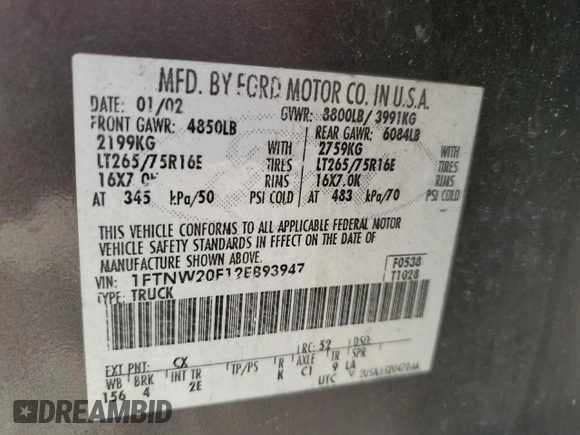 MFD. BY FORD MOTOR CO. IN U.S.A.
DATE: 01/02 GVWR: 8800LB/ 3991KG
FRONT GAWR: 4850LB REAR GAWR: 6084LB
2199KG WITH 2759KG WITH
LT265/75R16E TIRES LT265/75R16E TIRES
16X7.0K RIMS 16X7.0K RIMS
AT 345 kPa/50 PSI COLD AT 483 kPa/70 PSI COLD
THIS VEHICLE CONFORMS TO ALL APPLICABLE FEDERAL MOTOR
VEHICLE SAFETY STANDARDS IN EFFECT ON THE DATE OF
MANUFACTURE SHOWN ABOVE.
VIN: 1FTNW20F12EB93947 F0538
TYPE: TRUCK T1028
EXT PNT: CX RC: 52 DSO:
WB BRK INT TR TP/PS R AXLE TR SPR
156 4 2E K C1 9 LA
UTC
DREAMBID